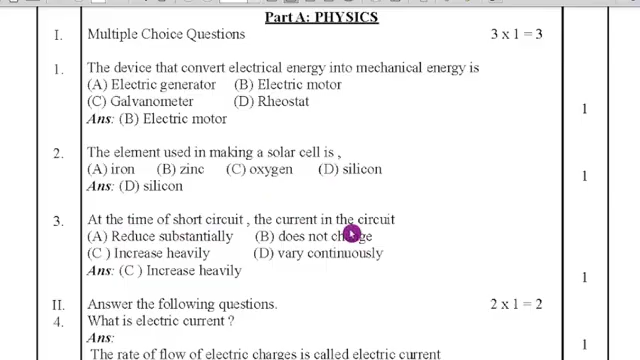 Part A: PHYSICS
I. Multiple Choice Questions 3 x 1 = 3
1. The device that convert electrical energy into mechanical energy is
(A) Electric generator (B) Electric motor
(C) Galvanometer (D) Rheostat 1
Ans: (B) Electric motor
2. The element used in making a solar cell is ,
(A) iron (B) zinc (C) oxygen (D) silicon 1
Ans: (D) silicon
3. At the time of short circuit , the current in the circuit
(A) Reduce substantially (B) does not
(C ) Increase heavily (D) vary continuously
Ans: (C ) Increase heavily 1
II. Answer the following questions. 2 x 1 = 2
4. What is electric current ?
Ans: 1
The rate of flow of electric charges is called electric current